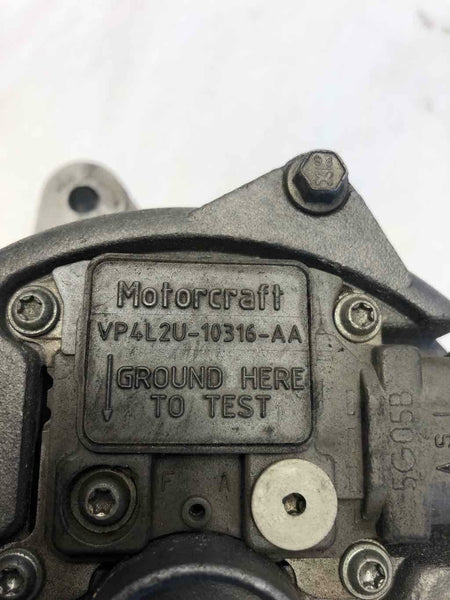 Motorcraft
VP4L2U-10316-AA
GROUND HERE
TO TEST
F A
5G05B